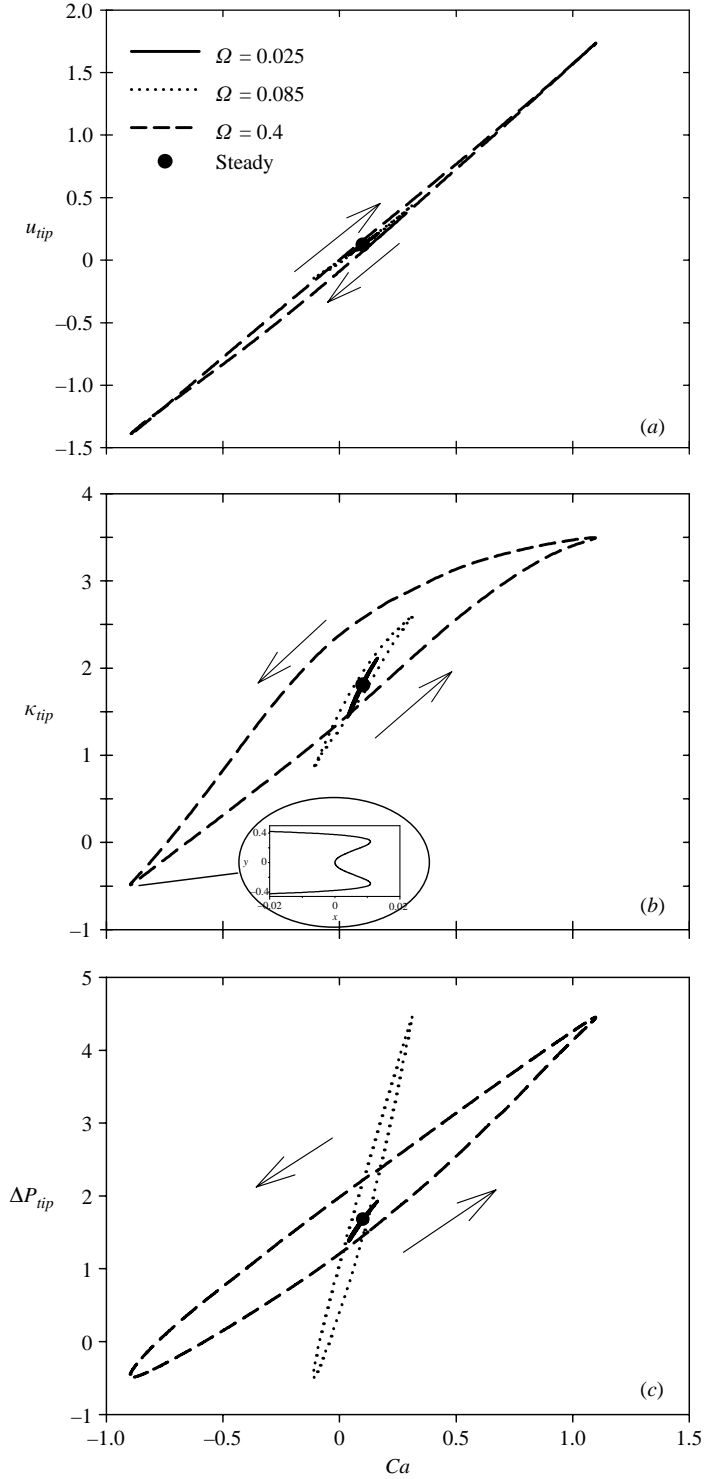 2.0
Ω = 0.025
1.5
Ω = 0.085
1.0
Ω = 0.4
Steady
0.5
u_tip
0
–0.5
–1.0
(a)
–1.5
4
3
2
κ_tip
1
0
0.4
y 0
–0.4
–0.02 0 0.02
x
(b)
–1
5
4
3
2
ΔP_tip
1
0
(c)
–1
–1.0 –0.5 0 0.5 1.0 1.5
Ca